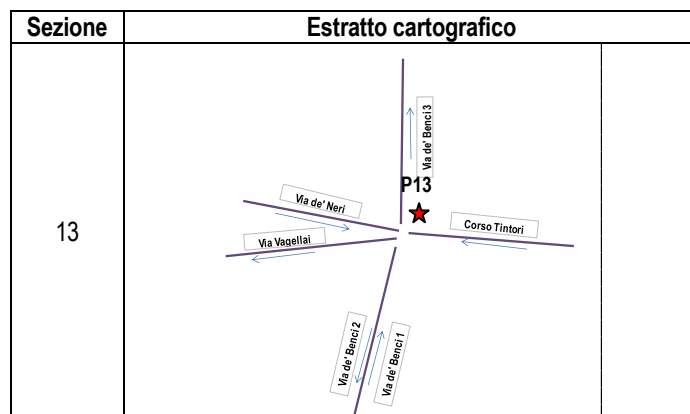 Sezione
Estratto cartografico
13
Via de' Benci 3
P13
Via de' Neri
Corso Tintori
Via Vagellai
Via de' Benci 2
Via de' Benci 1